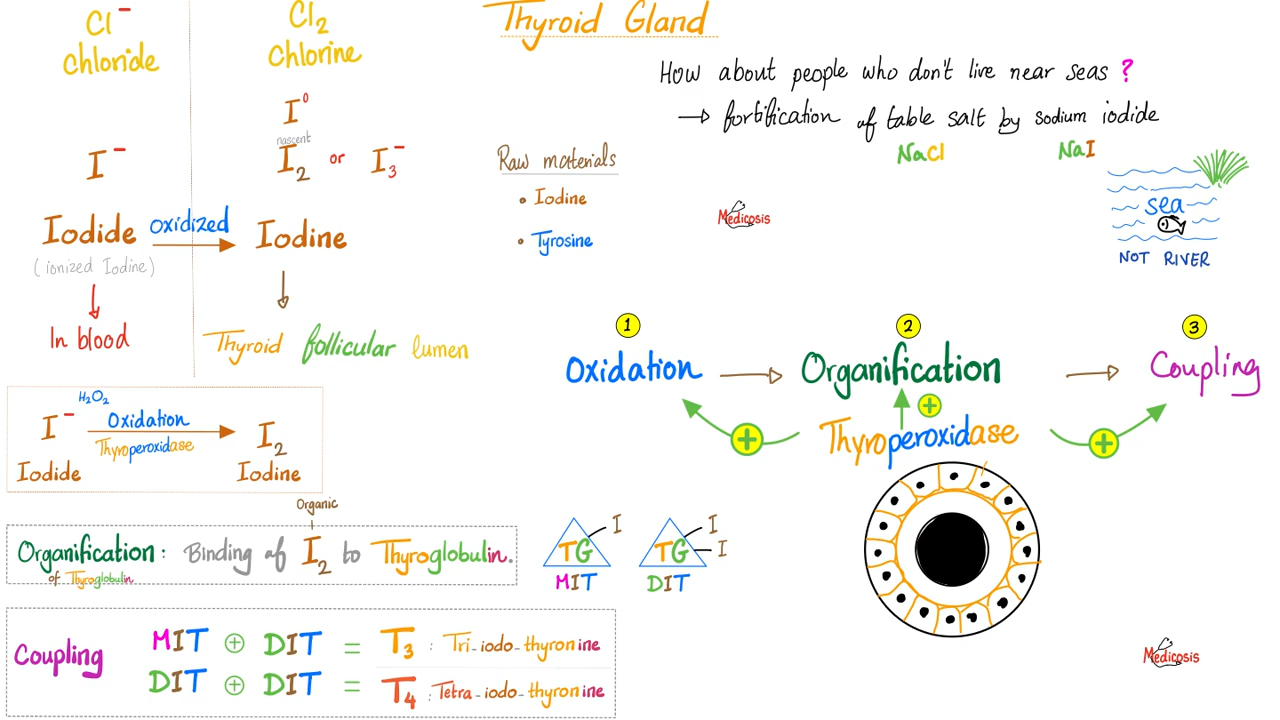 Thyroid Gland
Cl⁻
chloride
Cl₂
chlorine
I⁰
nascent
I⁻
I₂ or I₃⁻
Iodide
oxidized
Iodine
(ionized Iodine)
In blood
Thyroid follicular lumen
Raw materials
• Iodine
• Tyrosine
How about people who don't live near seas ?
→ fortification of table salt by sodium iodide
NaCl
NaI
Medicosis
sea
NOT RIVER
1
2
3
Oxidation → Organification → Coupling
+
+
+
Thyroperoxidase
H₂O₂
I⁻
Oxidation
Thyroperoxidase
I₂
Iodide
Iodine
Organic
Organification : Binding of I₂ to Thyroglobulin.
of Thyroglobulin
TG
I
MIT
TG
I
I
DIT
Coupling
MIT ⊕ DIT = T₃ : Tri-iodo-thyronine
DIT ⊕ DIT = T₄ : Tetra-iodo-thyronine
Medicosis